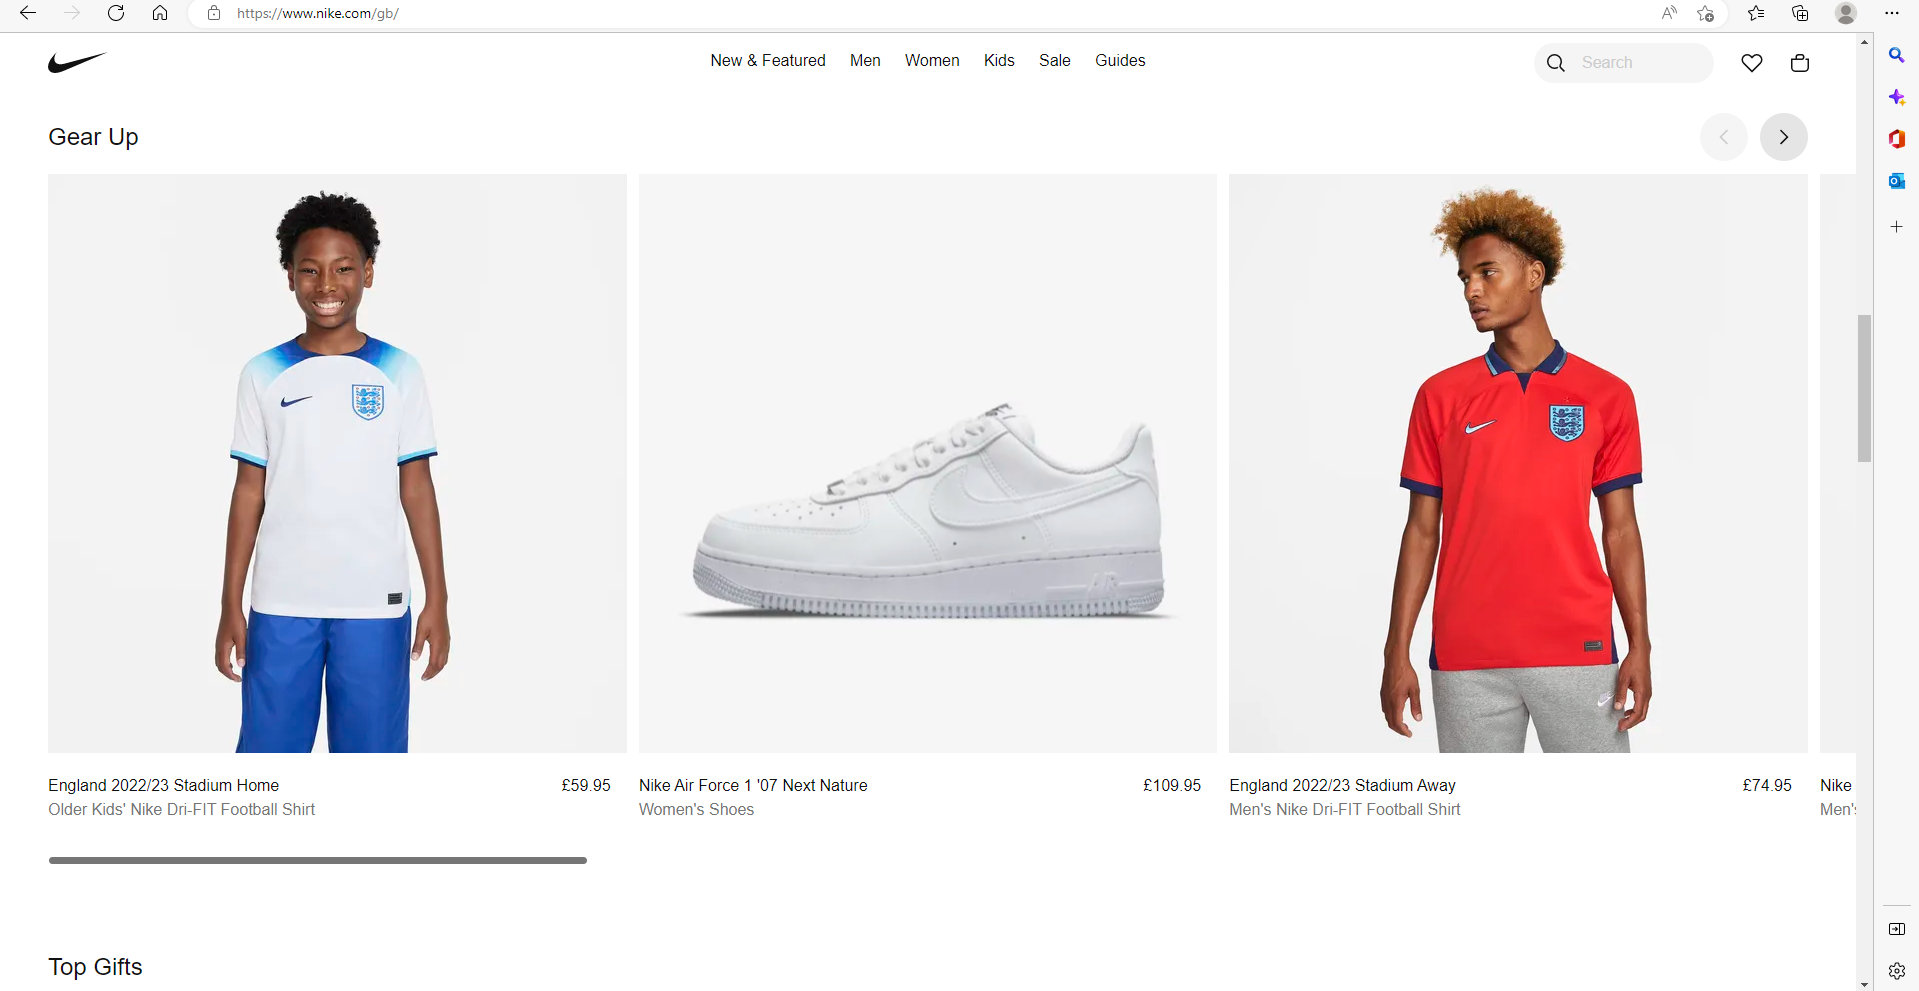 https://www.nike.com/gb/
New & Featured Men Women Kids Sale Guides
Search
Gear Up
England 2022/23 Stadium Home £59.95
Older Kids' Nike Dri-FIT Football Shirt
Nike Air Force 1 '07 Next Nature £109.95
Women's Shoes
England 2022/23 Stadium Away £74.95
Men's Nike Dri-FIT Football Shirt
Nike
Men's
Top Gifts